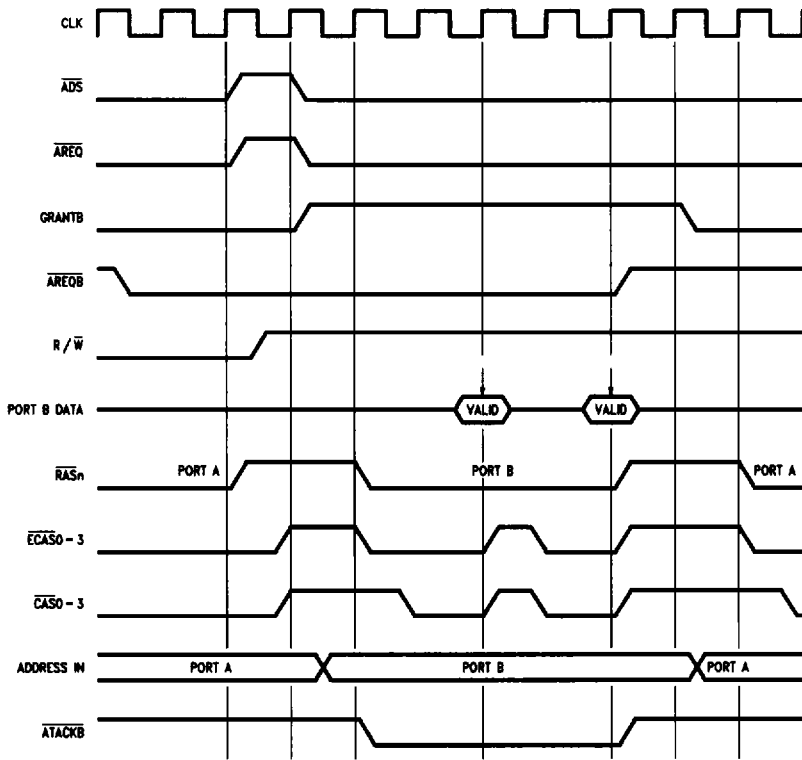 CLK
ADS
AREQ
GRANTB
AREQB
R/W
PORT B DATA VALID VALID
RASn PORT A PORT B PORT A
ECAS0-3
CAS0-3
ADDRESS IN PORT A PORT B PORT A
ATACKB